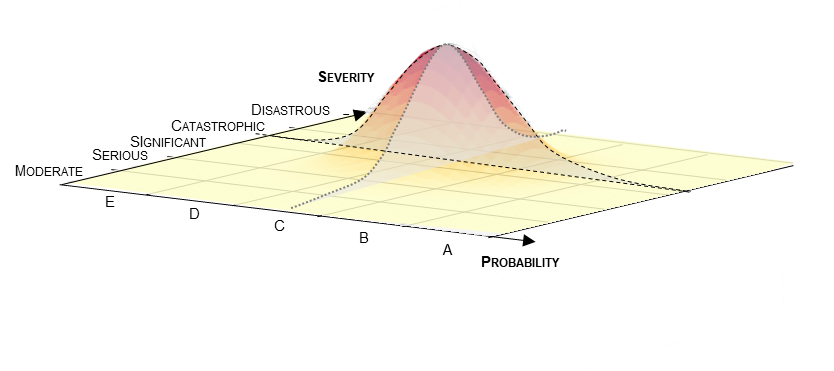 SEVERITY
DISASTROUS
CATASTROPHIC
SIGNIFICANT
SERIOUS
MODERATE
E
D
C
B
A
PROBABILITY